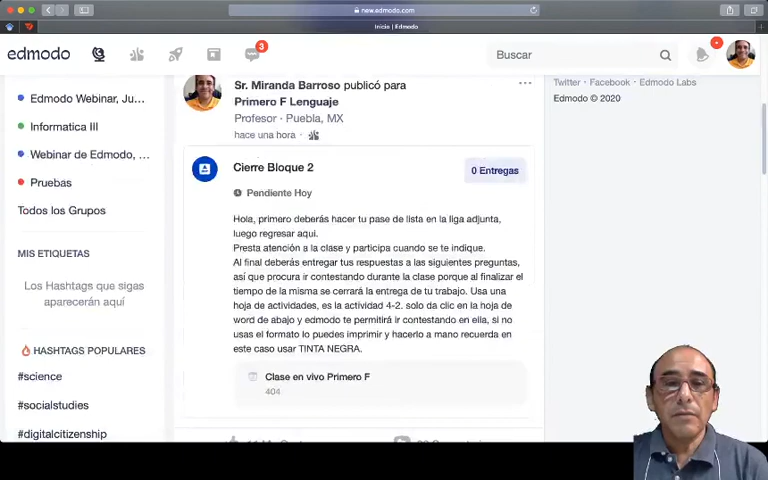 new.edmodo.com
Inicio | Edmodo
edmodo
3
Buscar
Edmodo Webinar, Ju...
Informatica III
Webinar de Edmodo, ...
Pruebas
Todos los Grupos
MIS ETIQUETAS
Los Hashtags que sigas
aparecerán aquí
HASHTAGS POPULARES
#science
#socialstudies
#digitalcitizenship
Sr. Miranda Barroso publicó para
Primero F Lenguaje
Profesor · Puebla, MX
hace una hora ·
Cierre Bloque 2
0 Entregas
Pendiente Hoy
Hola, primero deberás hacer tu pase de lista en la liga adjunta,
luego regresar aqui.
Presta atención a la clase y participa cuando se te indique.
Al final deberás entregar tus respuestas a las siguientes preguntas,
así que procura ir contestando durante la clase porque al finalizar el
tiempo de la misma se cerrará la entrega de tu trabajo. Usa una
hoja de actividades, es la actividad 4-2. solo da clic en la hoja de
word de abajo y edmodo te permitirá ir contestando en ella, si no
usas el formato lo puedes imprimir y hacerlo a mano recuerda en
este caso usar TINTA NEGRA.
Clase en vivo Primero F
404
Twitter · Facebook · Edmodo Labs
Edmodo © 2020